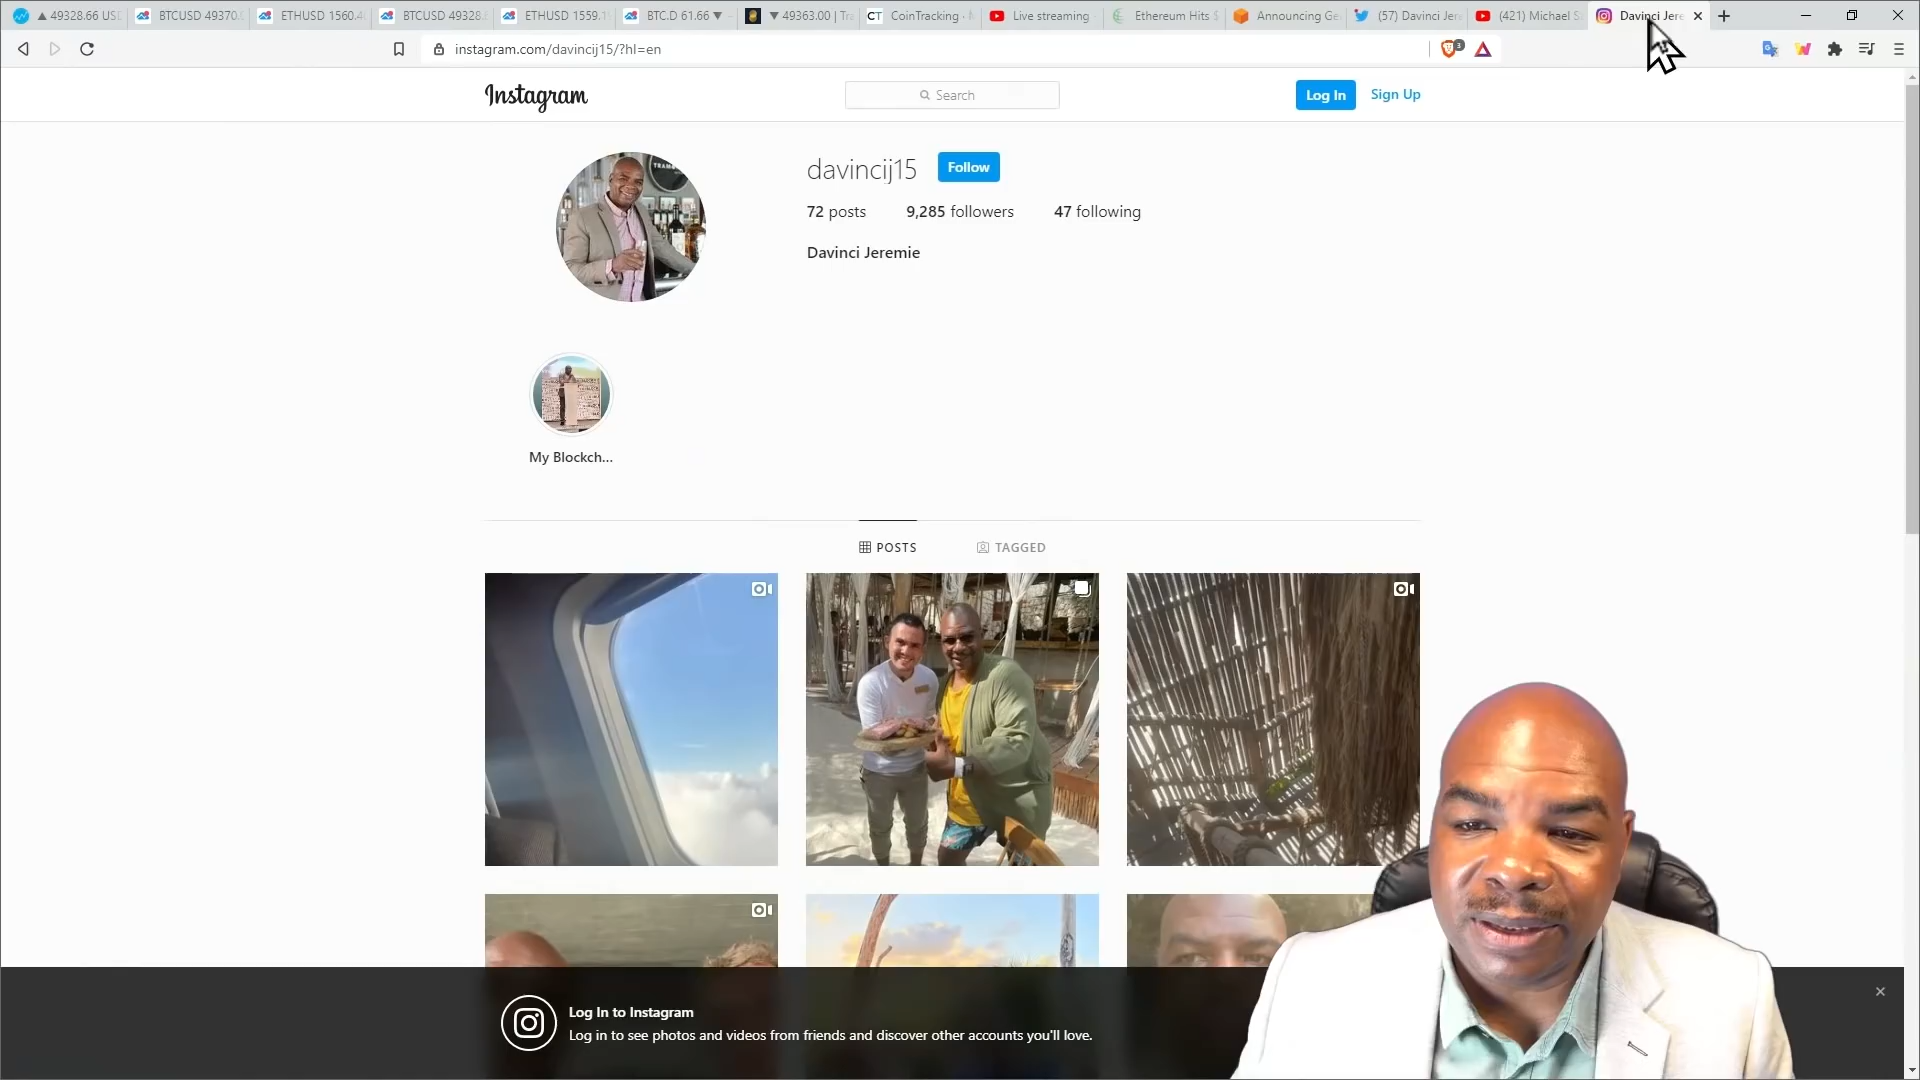 49328.66 USD
BTCUSD 49370.
ETHUSD 1560.4
BTCUSD 49328.
ETHUSD 1559.1
BTC.D 61.66 ▼
▼ 49363.00 | Tra
CT CoinTracking ·
Live streaming
Ethereum Hits $
Announcing Ge
(57) Davinci Jer
(421) Michael S
Davinci Jere
instagram.com/davincij15/?hl=en
3
Instagram
Search
Log In
Sign Up
davincij15
Follow
72 posts
9,285 followers
47 following
Davinci Jeremie
My Blockch...
POSTS
TAGGED
Log In to Instagram
Log in to see photos and videos from friends and discover other accounts you'll love.